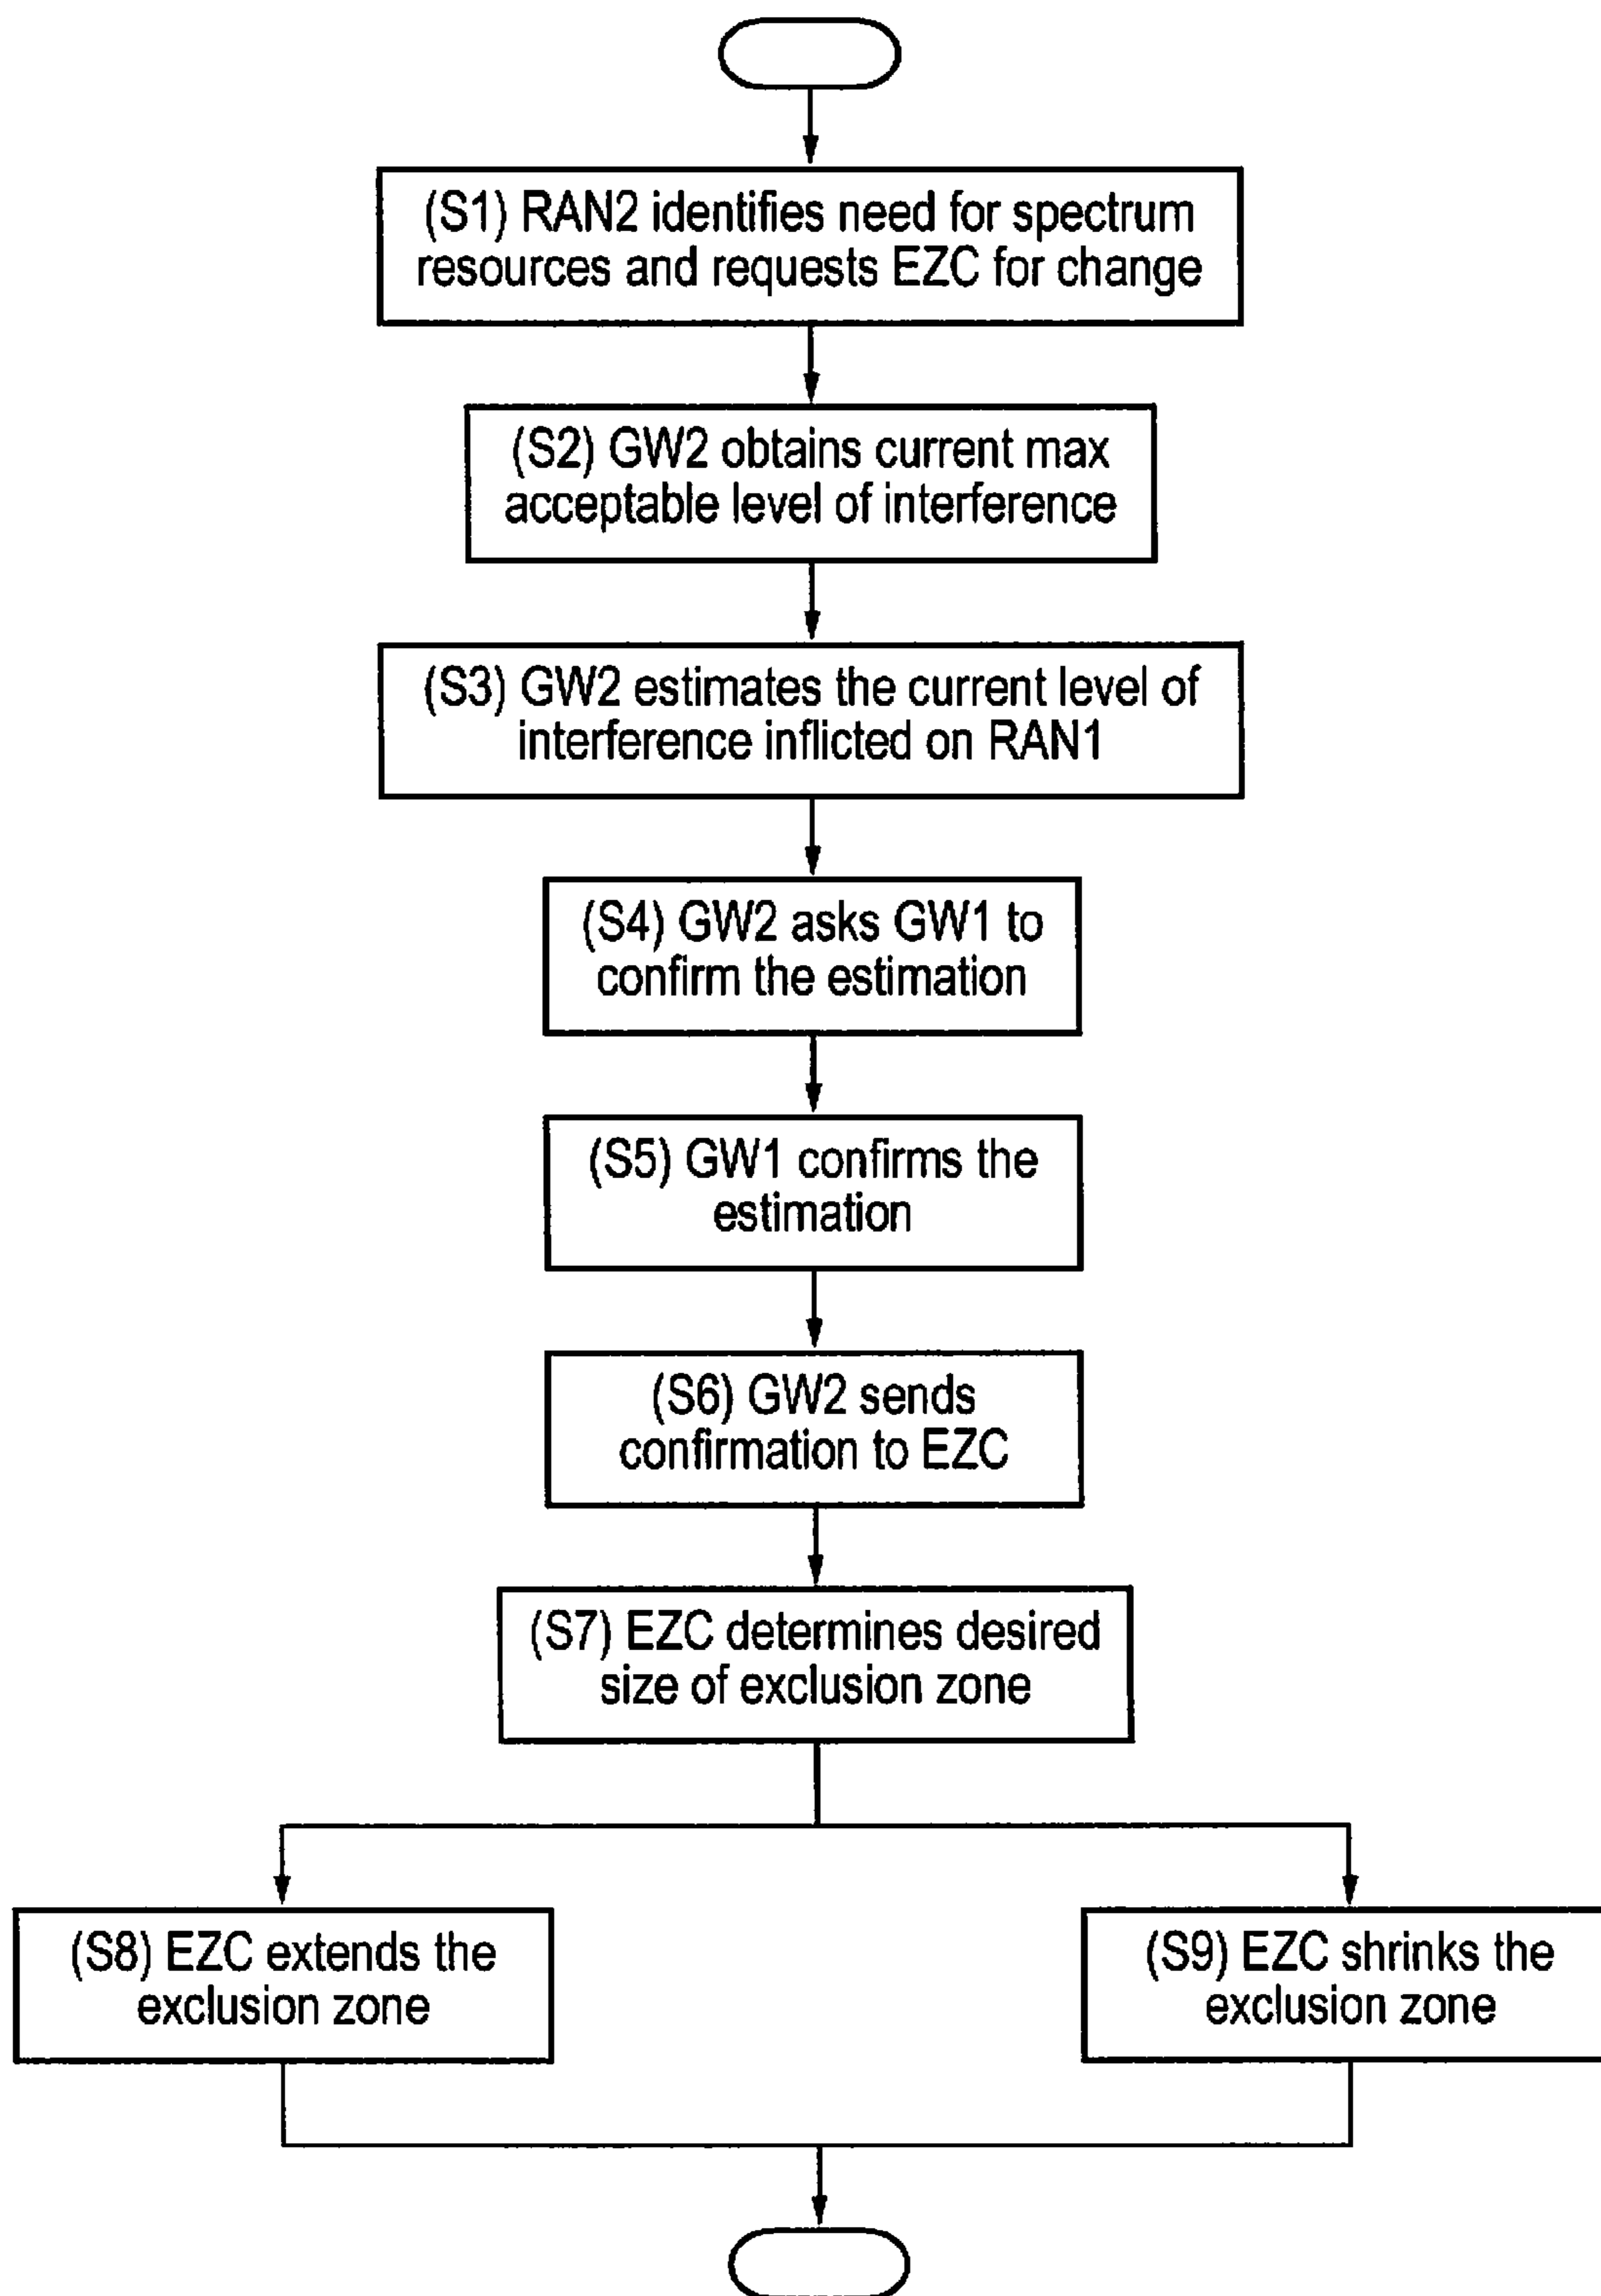 (S1) RAN2 identifies need for spectrum
resources and requests EZC for change
(S2) GW2 obtains current max
acceptable level of interference
(S3) GW2 estimates the current level of
interference inflicted on RAN1
(S4) GW2 asks GW1 to
confirm the estimation
(S5) GW1 confirms the
estimation
(S6) GW2 sends
confirmation to EZC
(S7) EZC determines desired
size of exclusion zone
(S8) EZC extends the
exclusion zone
(S9) EZC shrinks the
exclusion zone